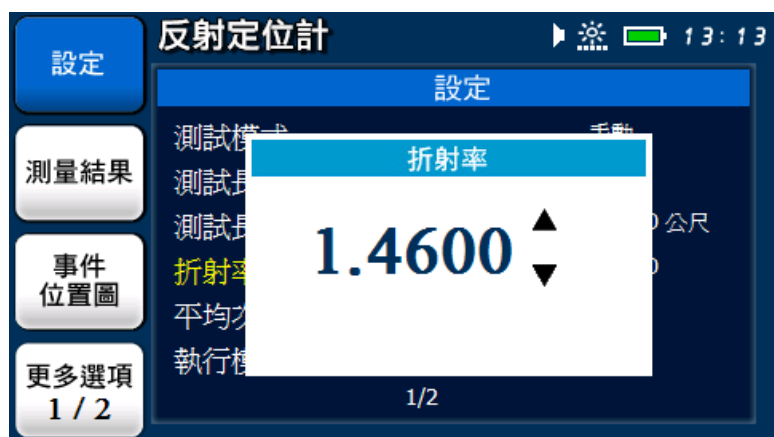 設定
反射定位計
13:13
設定
測試模式
手動
測量結果
測試長
折射率
測試長
公尺
1.4600
事件
位置圖
折射率
平均次
執行模
更多選項
1 / 2
1/2